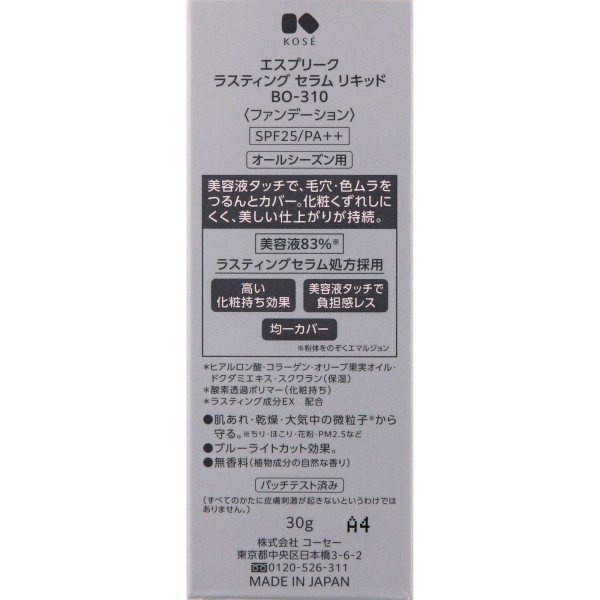 KOSÉ
エスプリーク
ラスティング セラム リキッド
BO-310
〈ファンデーション〉
SPF25/PA++
オールシーズン用
美容液タッチで、毛穴・色ムラを
つるんとカバー。化粧くずれしに
くく、美しい仕上がりが持続。
美容液83%※
ラスティングセラム処方採用
高い
化粧持ち効果
美容液タッチで
負担感レス
均一カバー
※粉体をのぞくエマルジョン
*ヒアルロン酸・コラーゲン・オリーブ果実オイル・
ドクダミエキス・スクワラン(保湿)
*酸素透過ポリマー(化粧持ち)
*ラスティング成分EX 配合
●肌あれ・乾燥・大気中の微粒子※から
守る。※ちり・ほこり・花粉・PM2.5など
●ブルーライトカット効果。
●無香料(植物成分の自然な香り)
パッチテスト済み
(すべてのかたに皮膚刺激が起きないというわけでは
ありません。)
30g A4
株式会社 コーセー
東京都中央区日本橋3-6-2
0120-526-311
MADE IN JAPAN